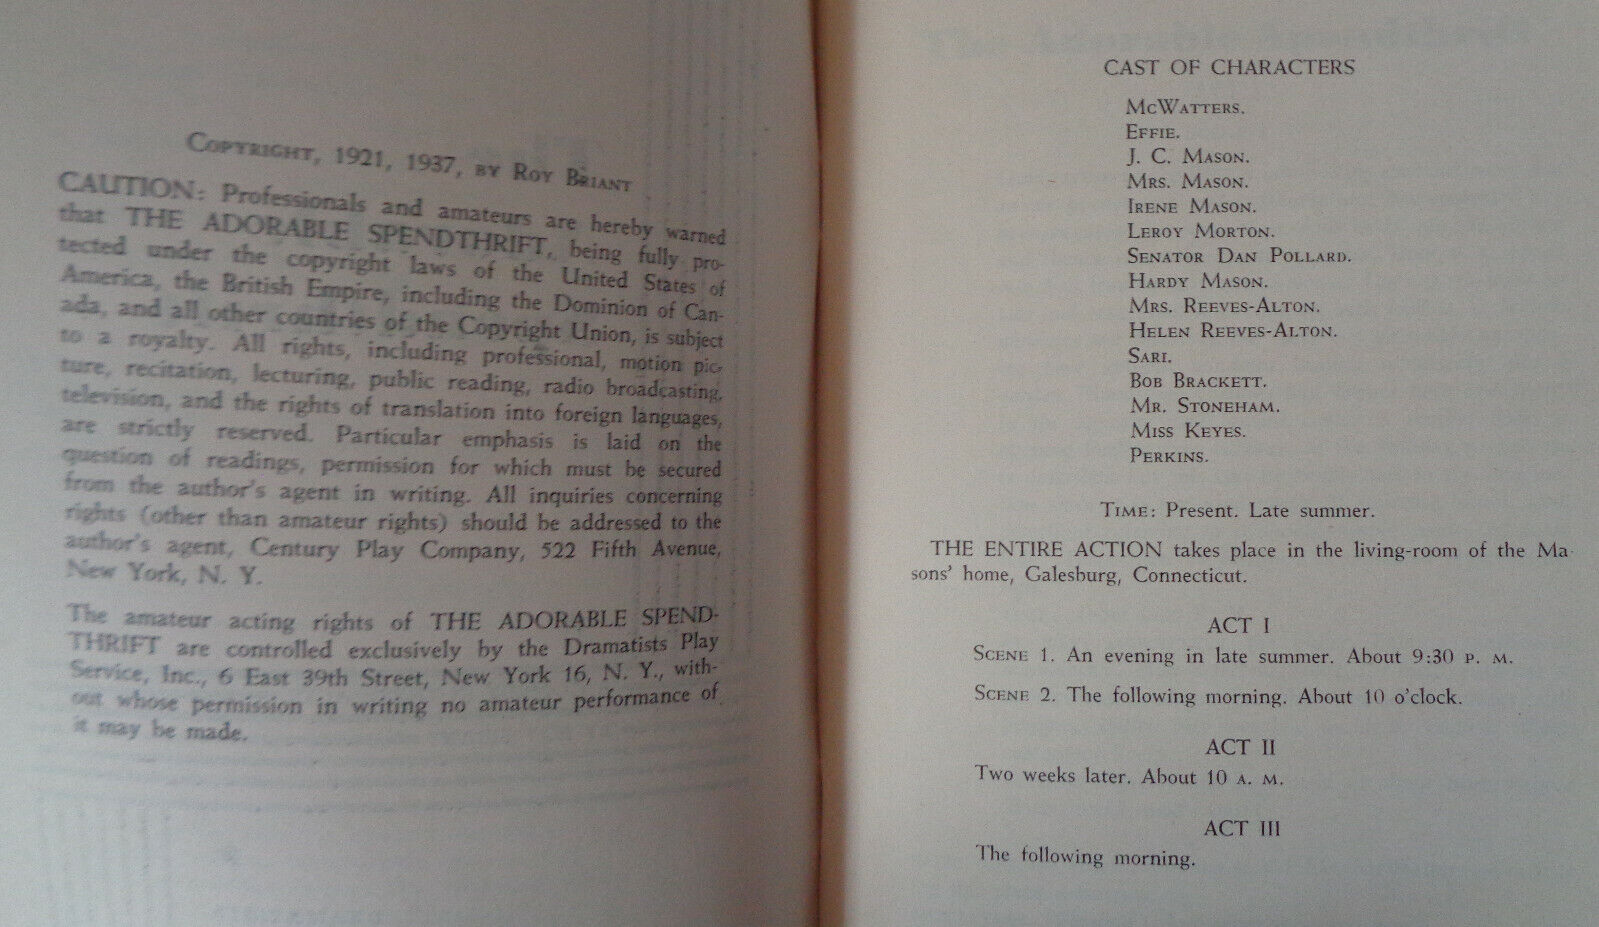 COPYRIGHT, 1921, 1937, BY ROY BRIANT
CAUTION: Professionals and amateurs are hereby warned
that THE ADORABLE SPENDTHRIFT, being fully pro-
tected under the copyright laws of the United States of
America, the British Empire, including the Dominion of Can-
ada, and all other countries of the Copyright Union, is subject
to a royalty. All rights, including professional, motion pic-
ture, recitation, lecturing, public reading, radio broadcasting,
television, and the rights of translation into foreign languages,
are strictly reserved. Particular emphasis is laid on the
question of readings, permission for which must be secured
from the author's agent in writing. All inquiries concerning
rights (other than amateur rights) should be addressed to the
author's agent, Century Play Company, 522 Fifth Avenue,
New York, N. Y.
The amateur acting rights of THE ADORABLE SPEND-
THRIFT are controlled exclusively by the Dramatists Play
Service, Inc., 6 East 39th Street, New York 16, N. Y., with-
out whose permission in writing no amateur performance of
it may be made.
CAST OF CHARACTERS
MCWATTERS.
EFFIE.
J. C. MASON.
MRS. MASON.
IRENE MASON.
LEROY MORTON.
SENATOR DAN POLLARD.
HARDY MASON.
MRS. REEVES-ALTON.
HELEN REEVES-ALTON.
SARI.
BOB BRACKETT.
MR. STONEHAM.
MISS KEYES.
PERKINS.
TIME: Present. Late summer.
THE ENTIRE ACTION takes place in the living-room of the Ma-
sons' home, Galesburg, Connecticut.
ACT I
SCENE 1. An evening in late summer. About 9:30 P. M.
SCENE 2. The following morning. About 10 o'clock.
ACT II
Two weeks later. About 10 A. M.
ACT III
The following morning.